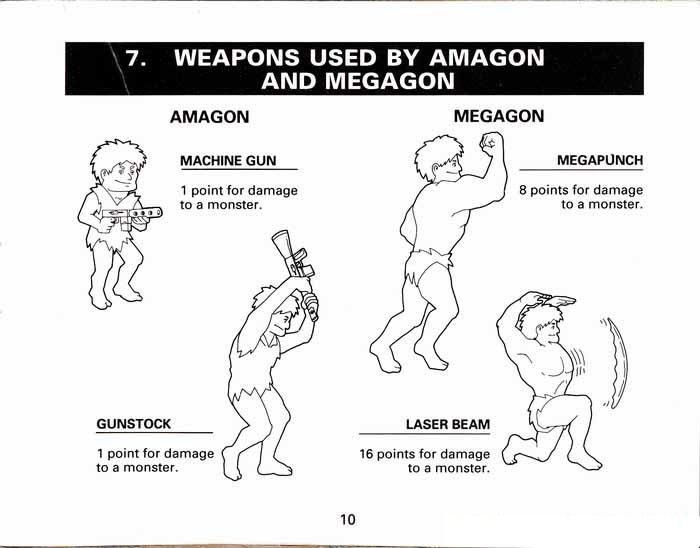 7. WEAPONS USED BY AMAGON
AND MEGAGON
AMAGON
MEGAGON
MACHINE GUN
1 point for damage
to a monster.
MEGAPUNCH
8 points for damage
to a monster.
GUNSTOCK
1 point for damage
to a monster.
LASER BEAM
16 points for damage
to a monster.
10